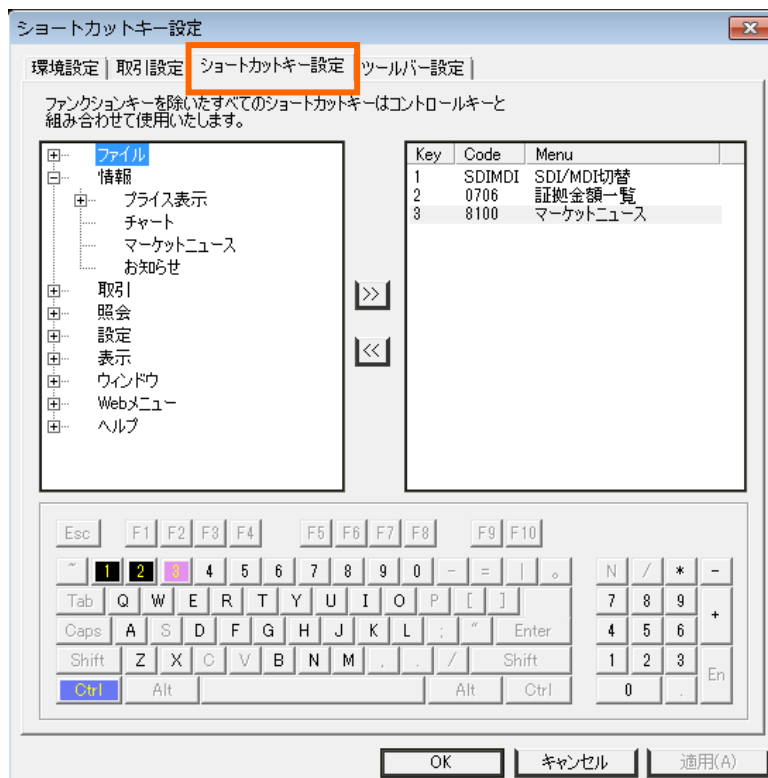 ショートカットキー設定
環境設定 取引設定 ショートカットキー設定 ツールバー設定
ファンクションキーを除いたすべてのショートカットキーはコントロールキーと
組み合わせて使用いたします。
ファイル
情報
プライス表示
チャート
マーケットニュース
お知らせ
取引
照会
設定
表示
ウィンドウ
Webメニュー
ヘルプ
>>
<<
Key Code Menu
1 SDIMDI SDI/MDI切替
2 0706 証拠金額一覧
3 8100 マーケットニュース
Esc F1 F2 F3 F4 F5 F6 F7 F8 F9 F10
~ 1 2 3 4 5 6 7 8 9 0 - = | 。 N / * -
Tab Q W E R T Y U I O P [ ] 7 8 9 +
Caps A S D F G H J K L ; " Enter 4 5 6
Shift Z X C V B N M , . / Shift 1 2 3 En
Ctrl Alt Alt Ctrl 0 .
OK キャンセル 適用(A)